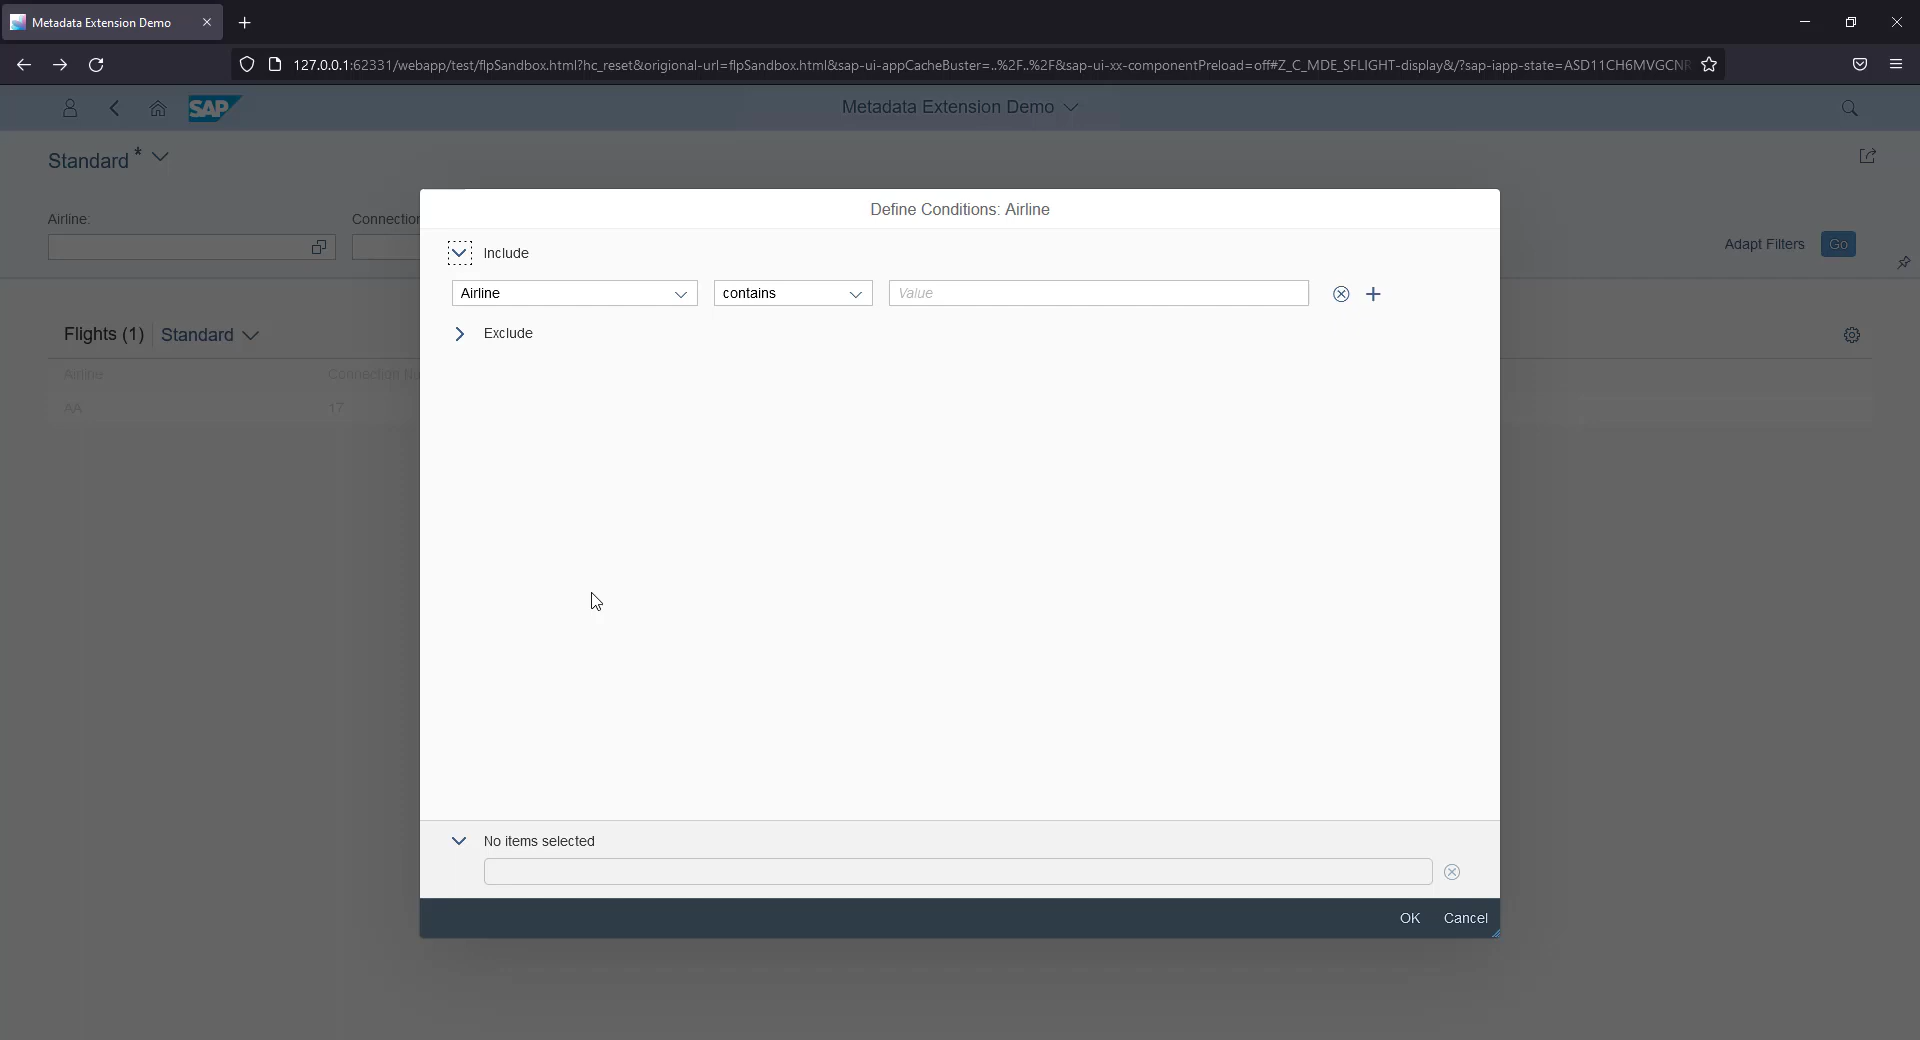 Metadata Extension Demo
127.0.0.1:62331/webapp/test/flpSandbox.html?hc_reset&origional-url=flpSandbox.html&sap-ui-appCacheBuster=..%2F..%2F&sap-ui-xx-componentPreload=off#Z_C_MDE_SFLIGHT-display&/?sap-iapp-state=ASD11CH6MVGCNR
SAP
Metadata Extension Demo
Standard *
Define Conditions: Airline
Airline:
Connection
Adapt Filters
Go
Include
Airline
contains
Value
Exclude
Flights (1)
Standard
Airline
Connection Nu
AA
17
No items selected
OK
Cancel